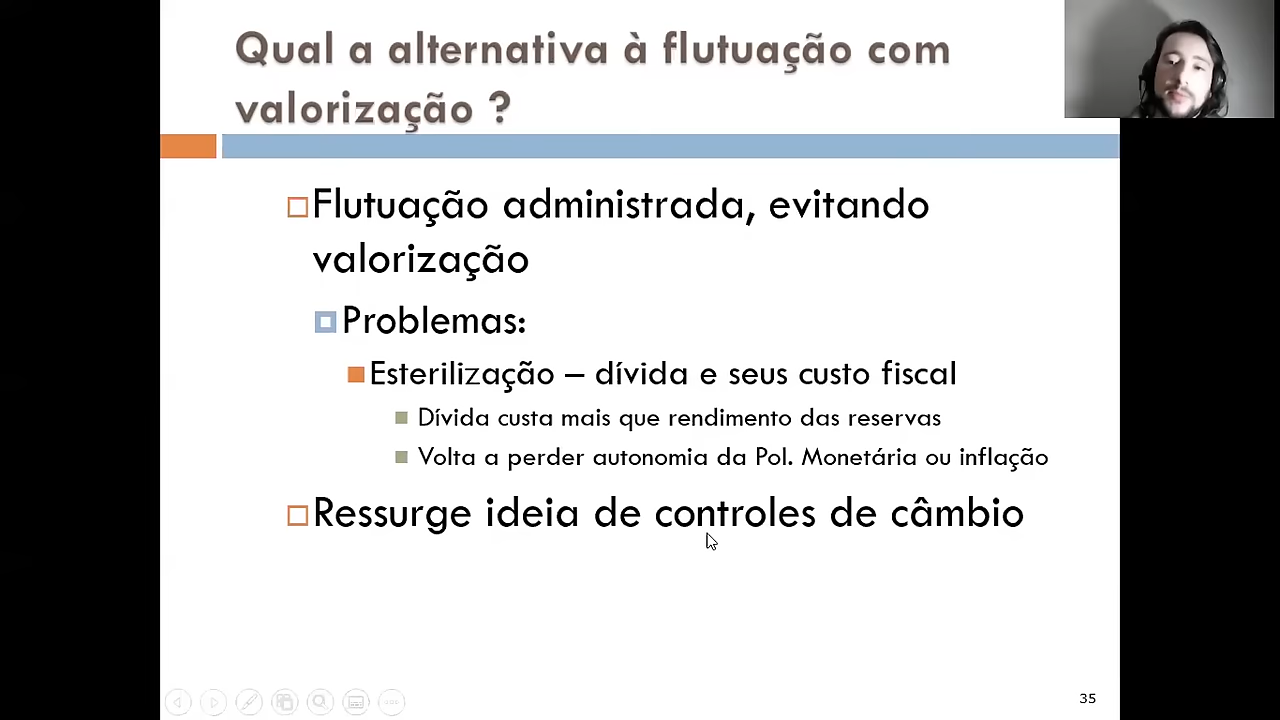 Qual a alternativa à flutuação com
valorização ?
Flutuação administrada, evitando
valorização
Problemas:
Esterilização – dívida e seus custo fiscal
Dívida custa mais que rendimento das reservas
Volta a perder autonomia da Pol. Monetária ou inflação
Ressurge ideia de controles de câmbio
35